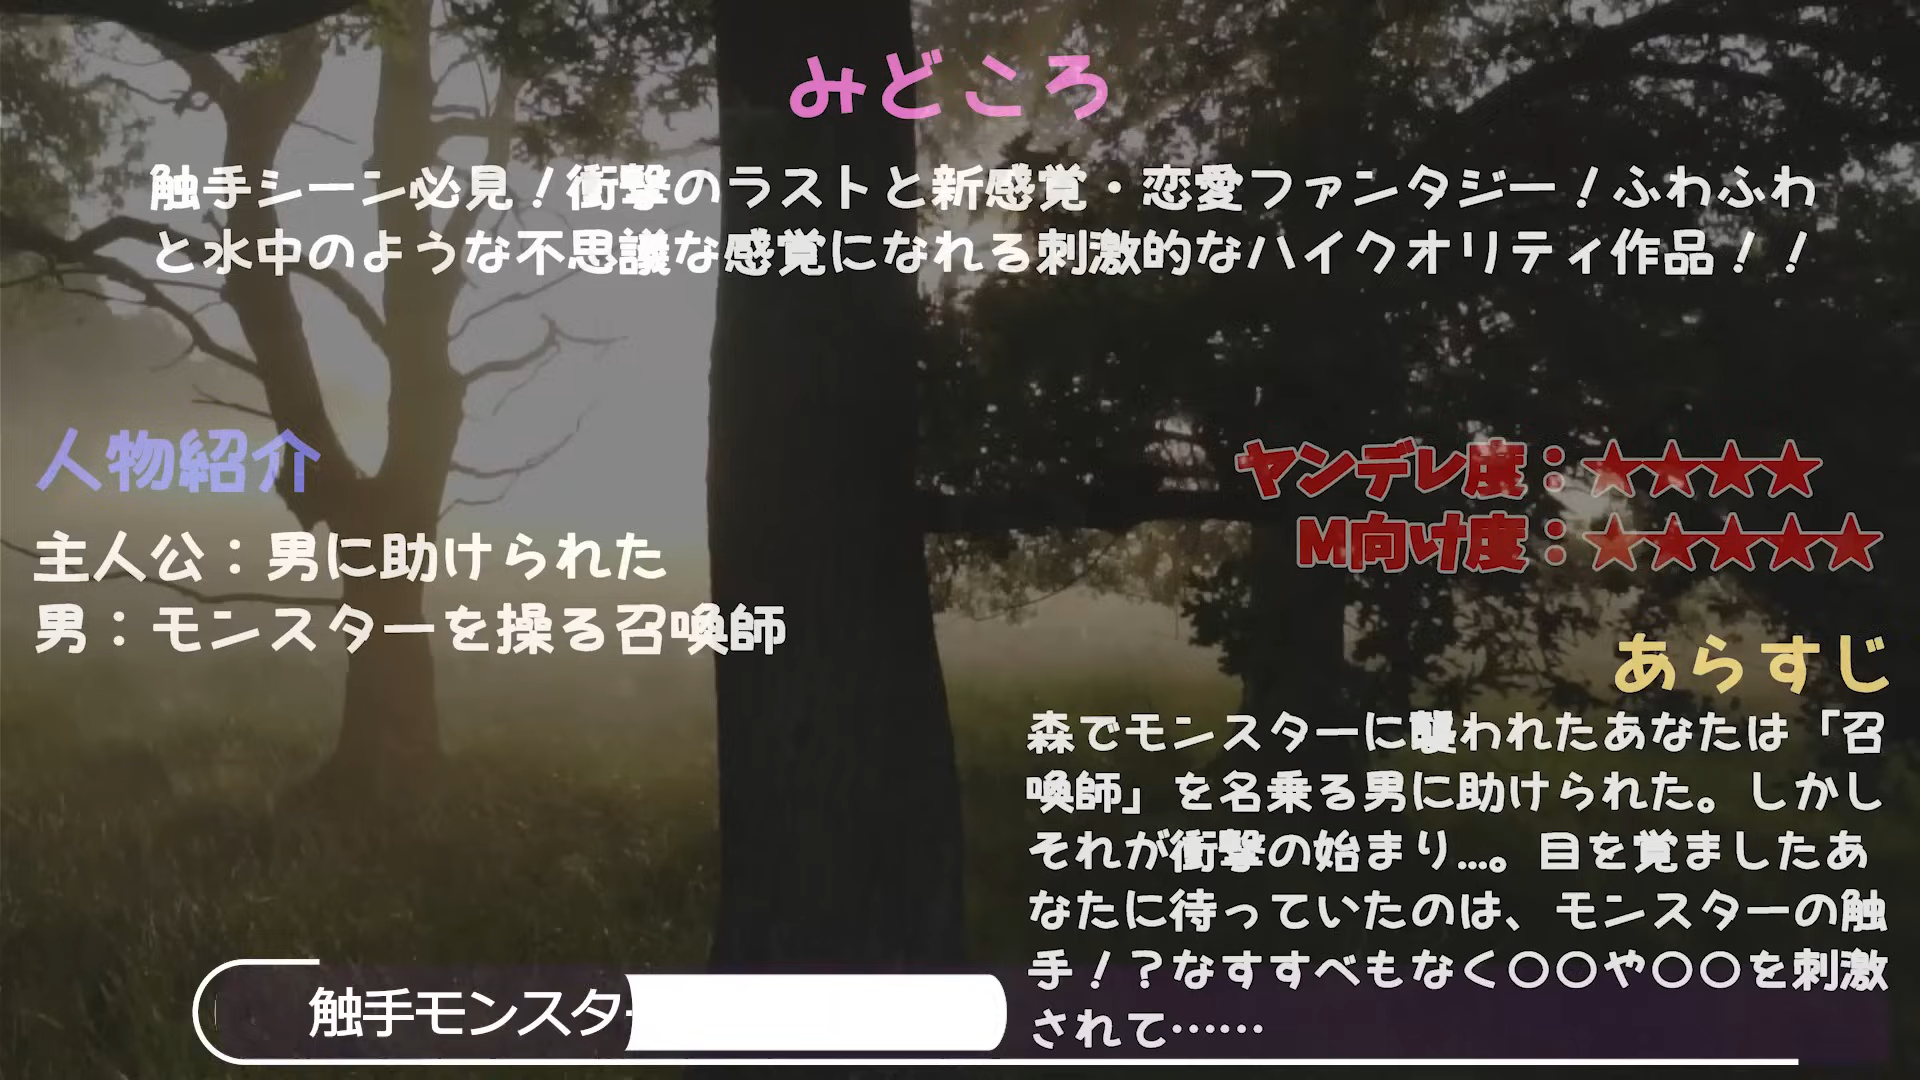 みどころ
触手シーン必見！衝撃のラストと新感覚・恋愛ファンタジー！ふわふわ
と水中のような不思議な感覚になれる刺激的なハイクオリティ作品！！
人物紹介
主人公：男に助けられた
男：モンスターを操る召喚師
ヤンデレ度：★★★★
M向け度：★★★★★
あらすじ
森でモンスターに襲われたあなたは「召
喚師」を名乗る男に助けられた。しかし
それが衝撃の始まり…。目を覚ましたあ
なたに待っていたのは、モンスターの触
手！？なすすべもなく〇〇や〇〇を刺激
されて……
触手モンスタ